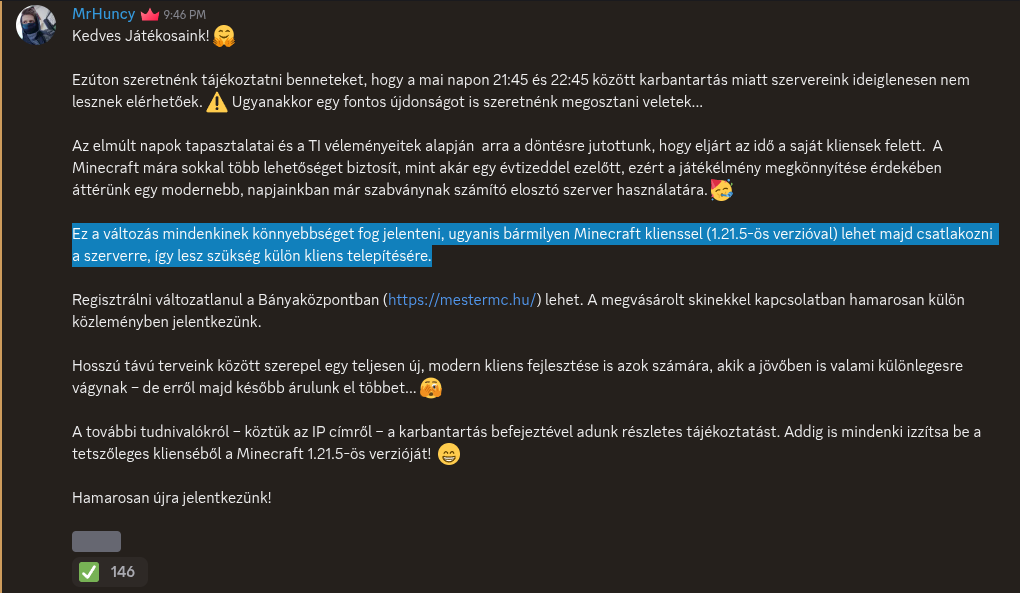 MrHuncy 9:46 PM
Kedves Játékosaink! 🤗
Ezúton szeretnénk tájékoztatni benneteket, hogy a mai napon 21:45 és 22:45 között karbantartás miatt szervereink ideiglenesen nem
lesznek elérhetőek. ⚠️ Ugyanakkor egy fontos újdonságot is szeretnénk megosztani veletek...
Az elmúlt napok tapasztalatai és a TI véleményeitek alapján  arra a döntésre jutottunk, hogy eljárt az idő a saját kliensek felett.  A
Minecraft mára sokkal több lehetőséget biztosít, mint akár egy évtizeddel ezelőtt, ezért a játékélmény megkönnyítése érdekében
áttérünk egy modernebb, napjainkban már szabványnak számító elosztó szerver használatára. 🥳
Ez a változás mindenkinek könnyebbséget fog jelenteni, ugyanis bármilyen Minecraft klienssel (1.21.5-ös verzióval) lehet majd csatlakozni
a szerverre, így lesz szükség külön kliens telepítésére.
Regisztrálni változatlanul a Bányaközpontban (https://mestermc.hu/) lehet. A megvásárolt skinekkel kapcsolatban hamarosan külön
közleményben jelentkezünk.
Hosszú távú terveink között szerepel egy teljesen új, modern kliens fejlesztése is azok számára, akik a jövőben is valami különlegesre
vágynak – de erről majd később árulunk el többet... 🫣
A további tudnivalókról – köztük az IP címről – a karbantartás befejeztével adunk részletes tájékoztatást. Addig is mindenki izzítsa be a
tetszőleges klienséből a Minecraft 1.21.5-ös verzióját! 😁
Hamarosan újra jelentkezünk!
✅ 146